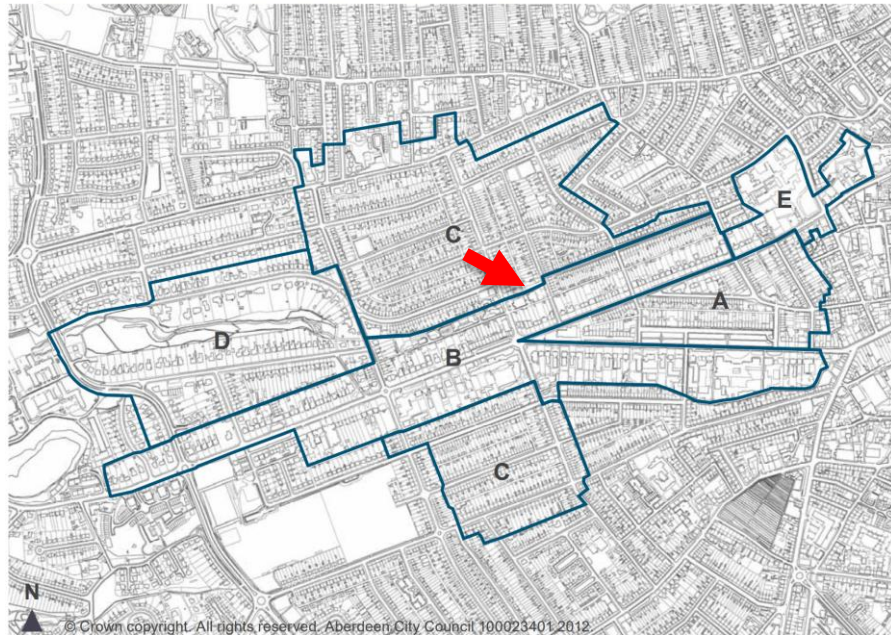 C
E
A
D
B
C
N
© Crown copyright. All rights reserved. Aberdeen City Council 100023401 2012